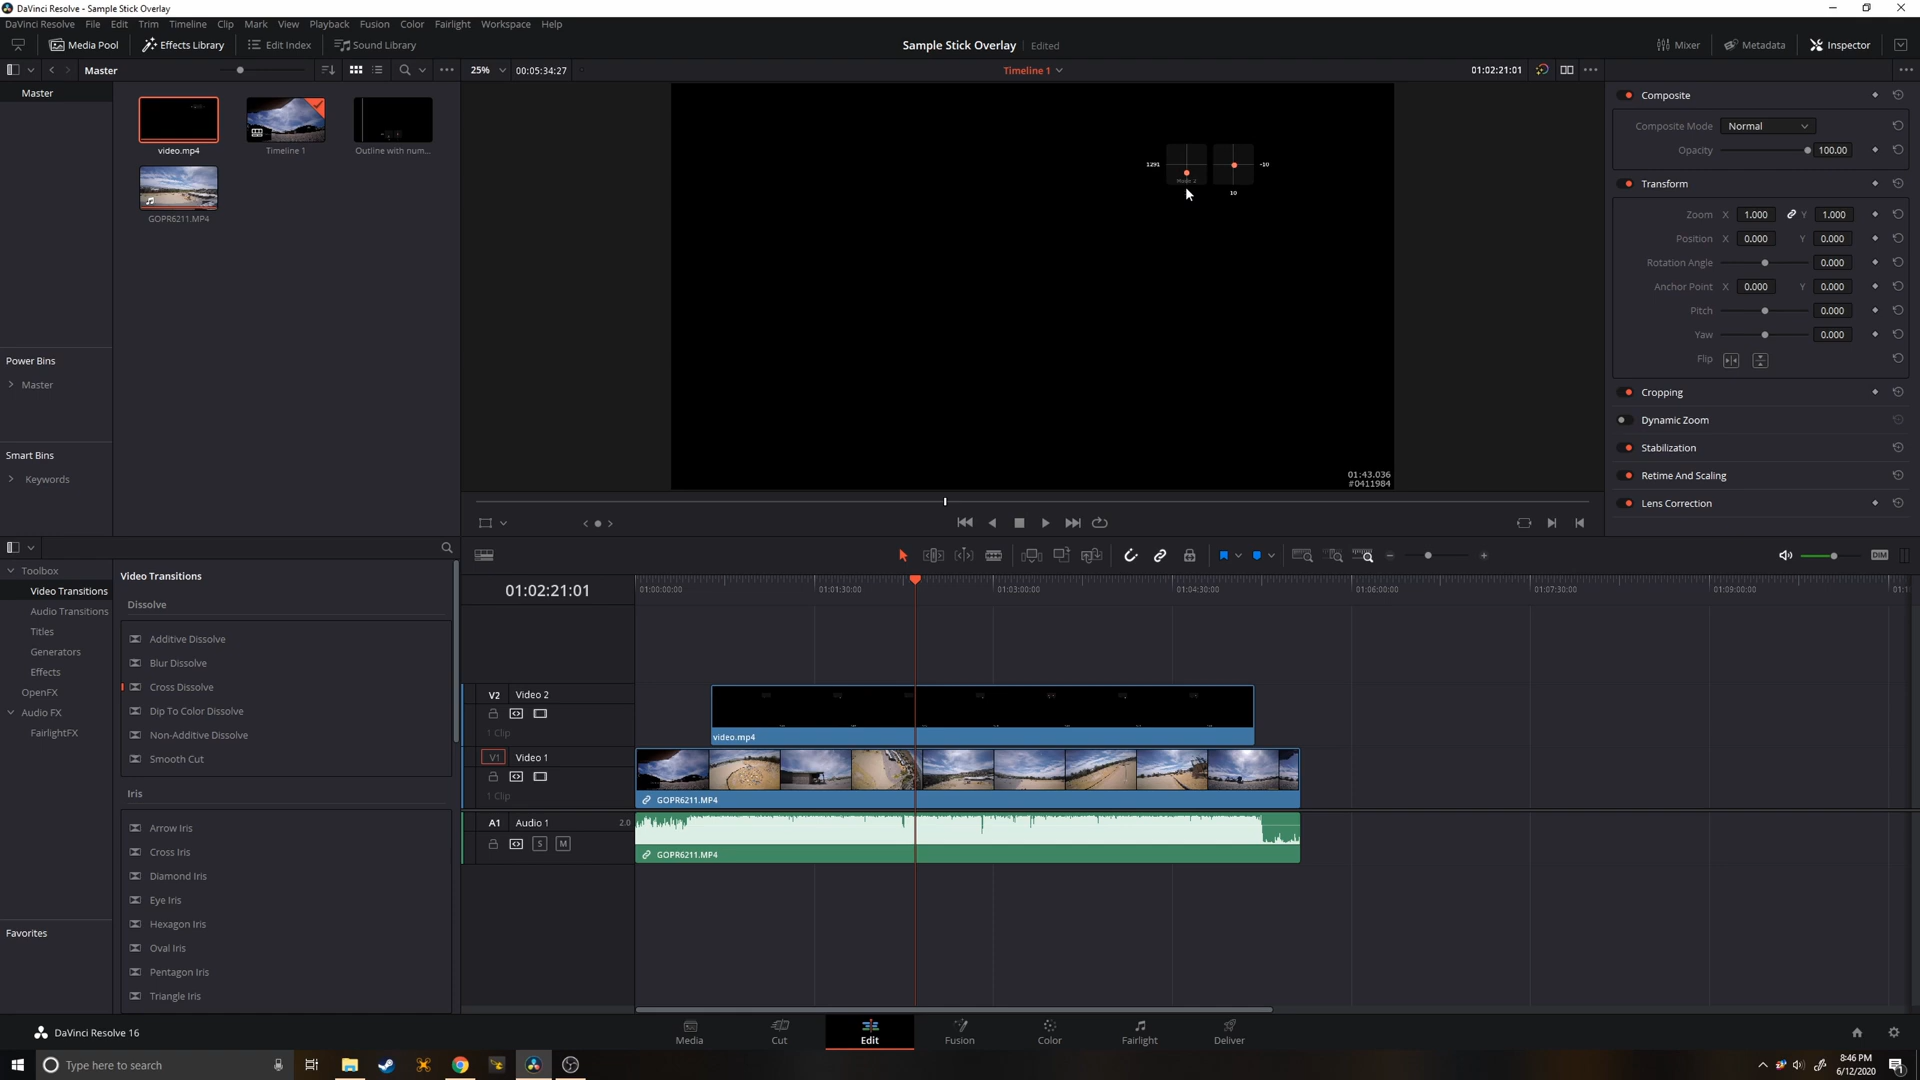 DaVinci Resolve - Sample Stick Overlay
DaVinci Resolve File Edit Trim Timeline Clip Mark View Playback Fusion Color Fairlight Workspace Help
Media Pool Effects Library Edit Index Sound Library Sample Stick Overlay Edited Mixer Metadata Inspector
Master 25% 00:05:34:27 Timeline 1 01:02:21:01
Master
video.mp4 Timeline 1 Outline with num...
GOPR6211.MP4
Power Bins
Master
Smart Bins
Keywords
1291 -10
Mode 2
10
01:43.036
#0411984
Composite
Composite Mode Normal
Opacity 100.00
Transform
Zoom X 1.000 Y 1.000
Position X 0.000 Y 0.000
Rotation Angle 0.000
Anchor Point X 0.000 Y 0.000
Pitch 0.000
Yaw 0.000
Flip
Cropping
Dynamic Zoom
Stabilization
Retime And Scaling
Lens Correction
Toolbox
Video Transitions
Audio Transitions
Titles
Generators
Effects
OpenFX
Audio FX
FairlightFX
Favorites
Video Transitions
Dissolve
Additive Dissolve
Blur Dissolve
Cross Dissolve
Dip To Color Dissolve
Non-Additive Dissolve
Smooth Cut
Iris
Arrow Iris
Cross Iris
Diamond Iris
Eye Iris
Hexagon Iris
Oval Iris
Pentagon Iris
Triangle Iris
DIM
01:02:21:01 01:00:00:00 01:01:30:00 01:03:00:00 01:04:30:00 01:06:00:00 01:07:30:00 01:09:00:00
V2 Video 2
1 Clip
video.mp4
V1 Video 1
1 Clip
GOPR6211.MP4
A1 Audio 1 2.0
S M
GOPR6211.MP4
DaVinci Resolve 16
Media Cut Edit Fusion Color Fairlight Deliver
Type here to search
8:46 PM
6/12/2020